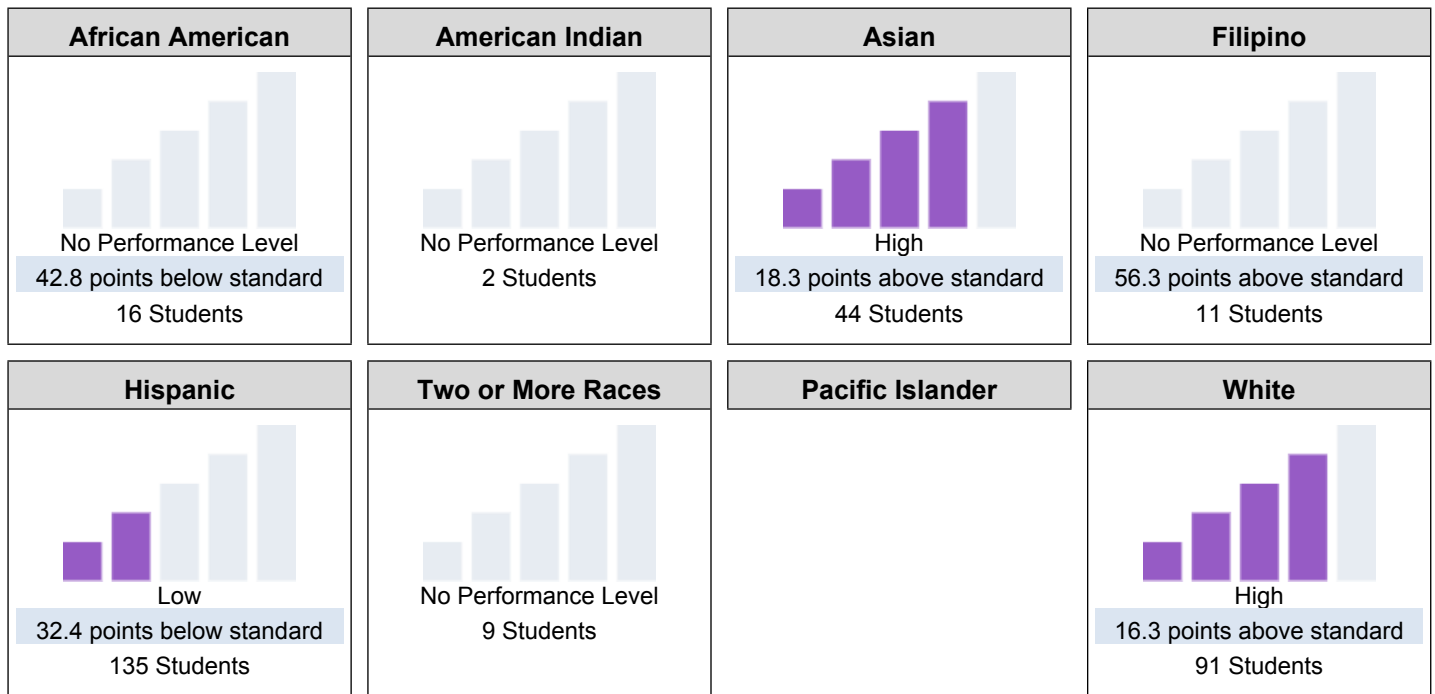 African American
No Performance Level
42.8 points below standard
16 Students
American Indian
No Performance Level
2 Students
Asian
High
18.3 points above standard
44 Students
Filipino
No Performance Level
56.3 points above standard
11 Students
Hispanic
Low
32.4 points below standard
135 Students
Two or More Races
No Performance Level
9 Students
Pacific Islander
White
High
16.3 points above standard
91 Students